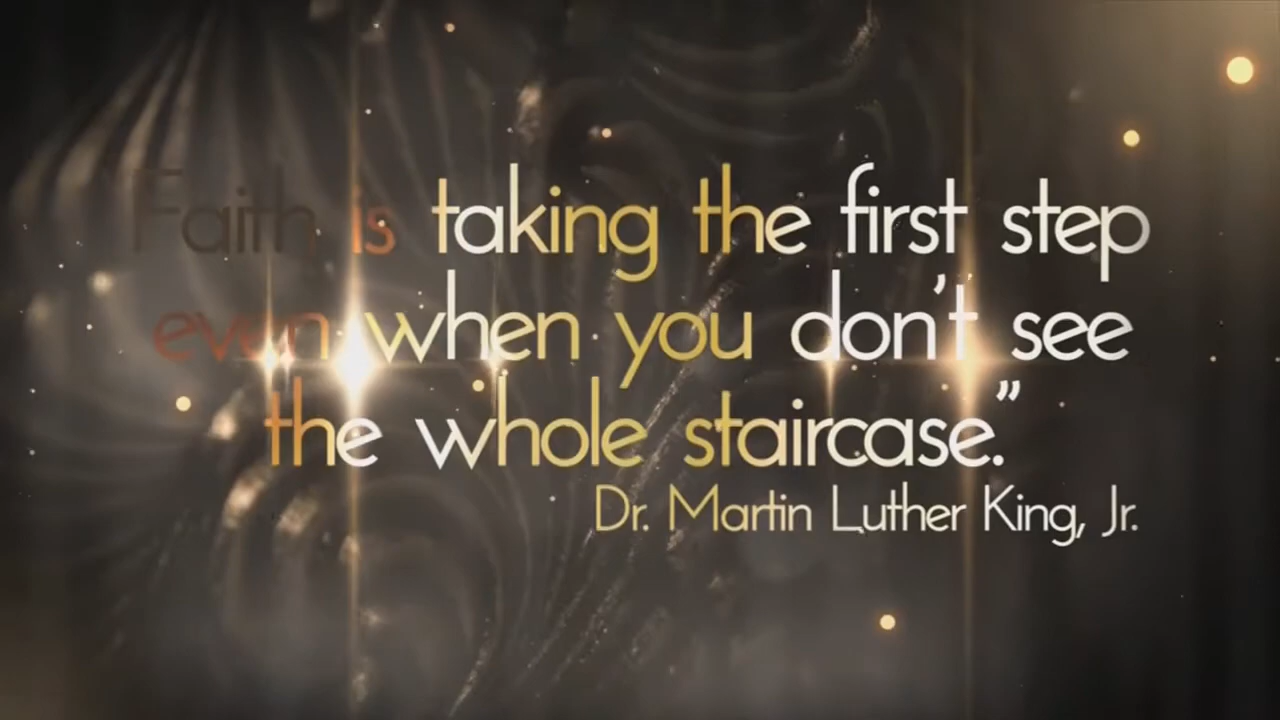 Faith is taking the first step
even when you don't see
the whole staircase."
Dr. Martin Luther King, Jr.